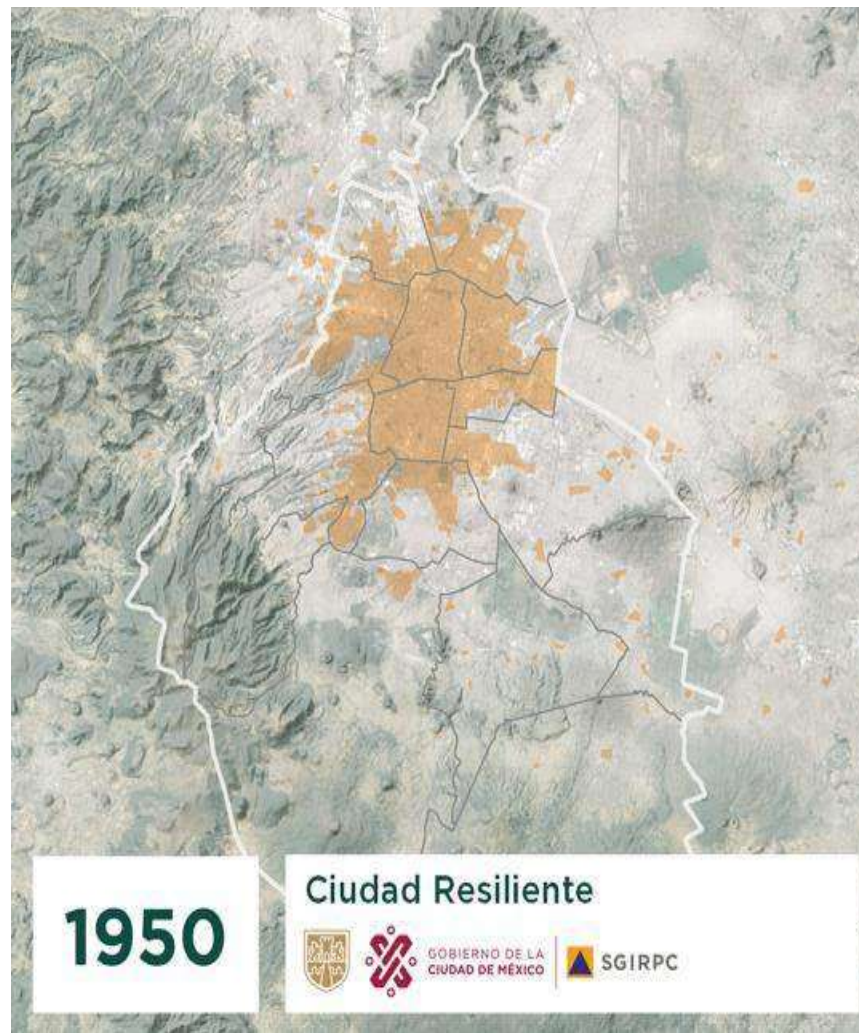 1950
Ciudad Resiliente
GOBIERNO DE LA
CIUDAD DE MÉXICO
SGIRPC